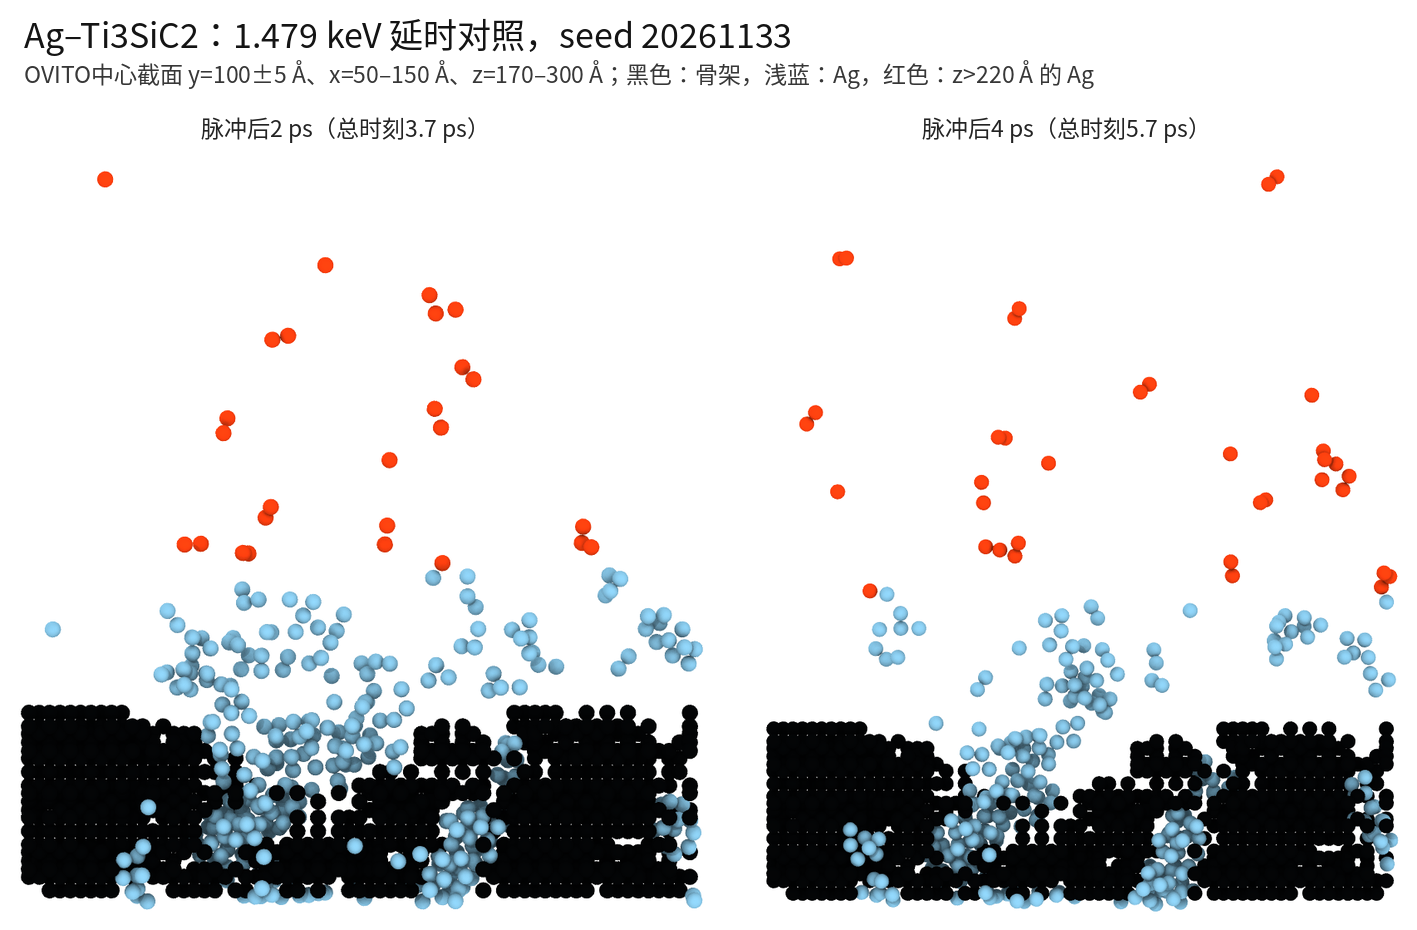 Ag–Ti3SiC2：1.479 keV 延时对照，seed 20261133
OVITO中心截面 y=100±5 Å、x=50–150 Å、z=170–300 Å；黑色：骨架，浅蓝：Ag，红色：z>220 Å 的 Ag
脉冲后2 ps（总时刻3.7 ps）
脉冲后4 ps（总时刻5.7 ps）